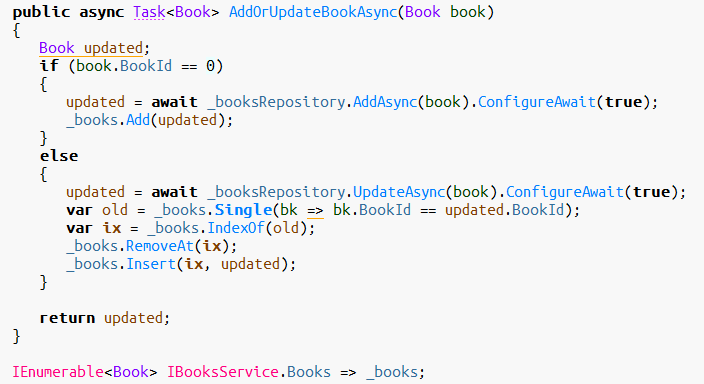 public async Task<Book> AddOrUpdateBookAsync(Book book)
{
   Book updated;
   if (book.BookId == 0)
   {
      updated = await _booksRepository.AddAsync(book).ConfigureAwait(true);
      _books.Add(updated);
   }
   else
   {
      updated = await _booksRepository.UpdateAsync(book).ConfigureAwait(true);
      var old = _books.Single(bk => bk.BookId == updated.BookId);
      var ix = _books.IndexOf(old);
      _books.RemoveAt(ix);
      _books.Insert(ix, updated);
   }

   return updated;
}

IEnumerable<Book> IBooksService.Books => _books;